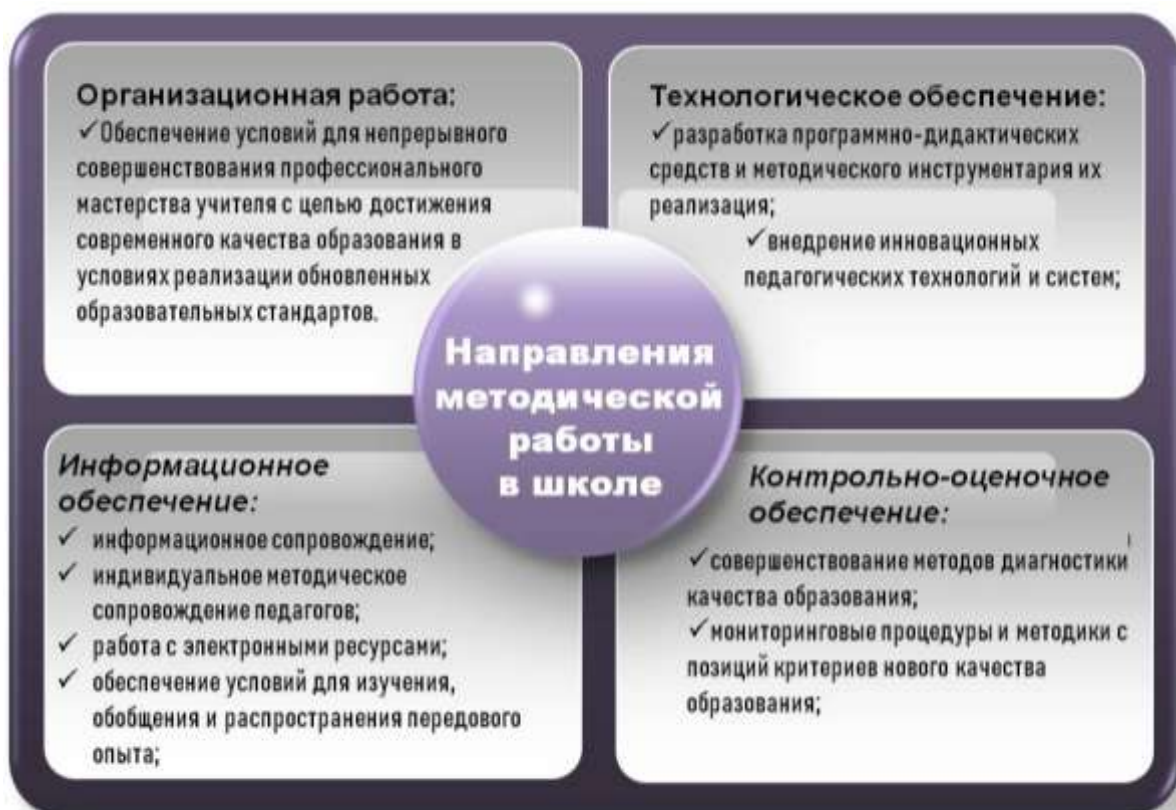 Организационная работа:
✓Обеспечение условий для непрерывного
совершенствования профессионального
мастерства учителя с целью достижения
современного качества образования в
условиях реализации обновленных
образовательных стандартов.
Технологическое обеспечение:
✓разработка программно-дидактических
средств и методического инструментария их
реализация;
✓внедрение инновационных
педагогических технологий и систем;
Направления
методической
работы
в школе
Информационное
обеспечение:
✓ информационное сопровождение;
✓ индивидуальное методическое
сопровождение педагогов;
✓ работа с электронными ресурсами;
✓ обеспечение условий для изучения,
обобщения и распространения передового
опыта;
Контрольно-оценочное
обеспечение:
✓совершенствование методов диагностики
качества образования;
✓мониторинговые процедуры и методики с
позиций критериев нового качества
образования;